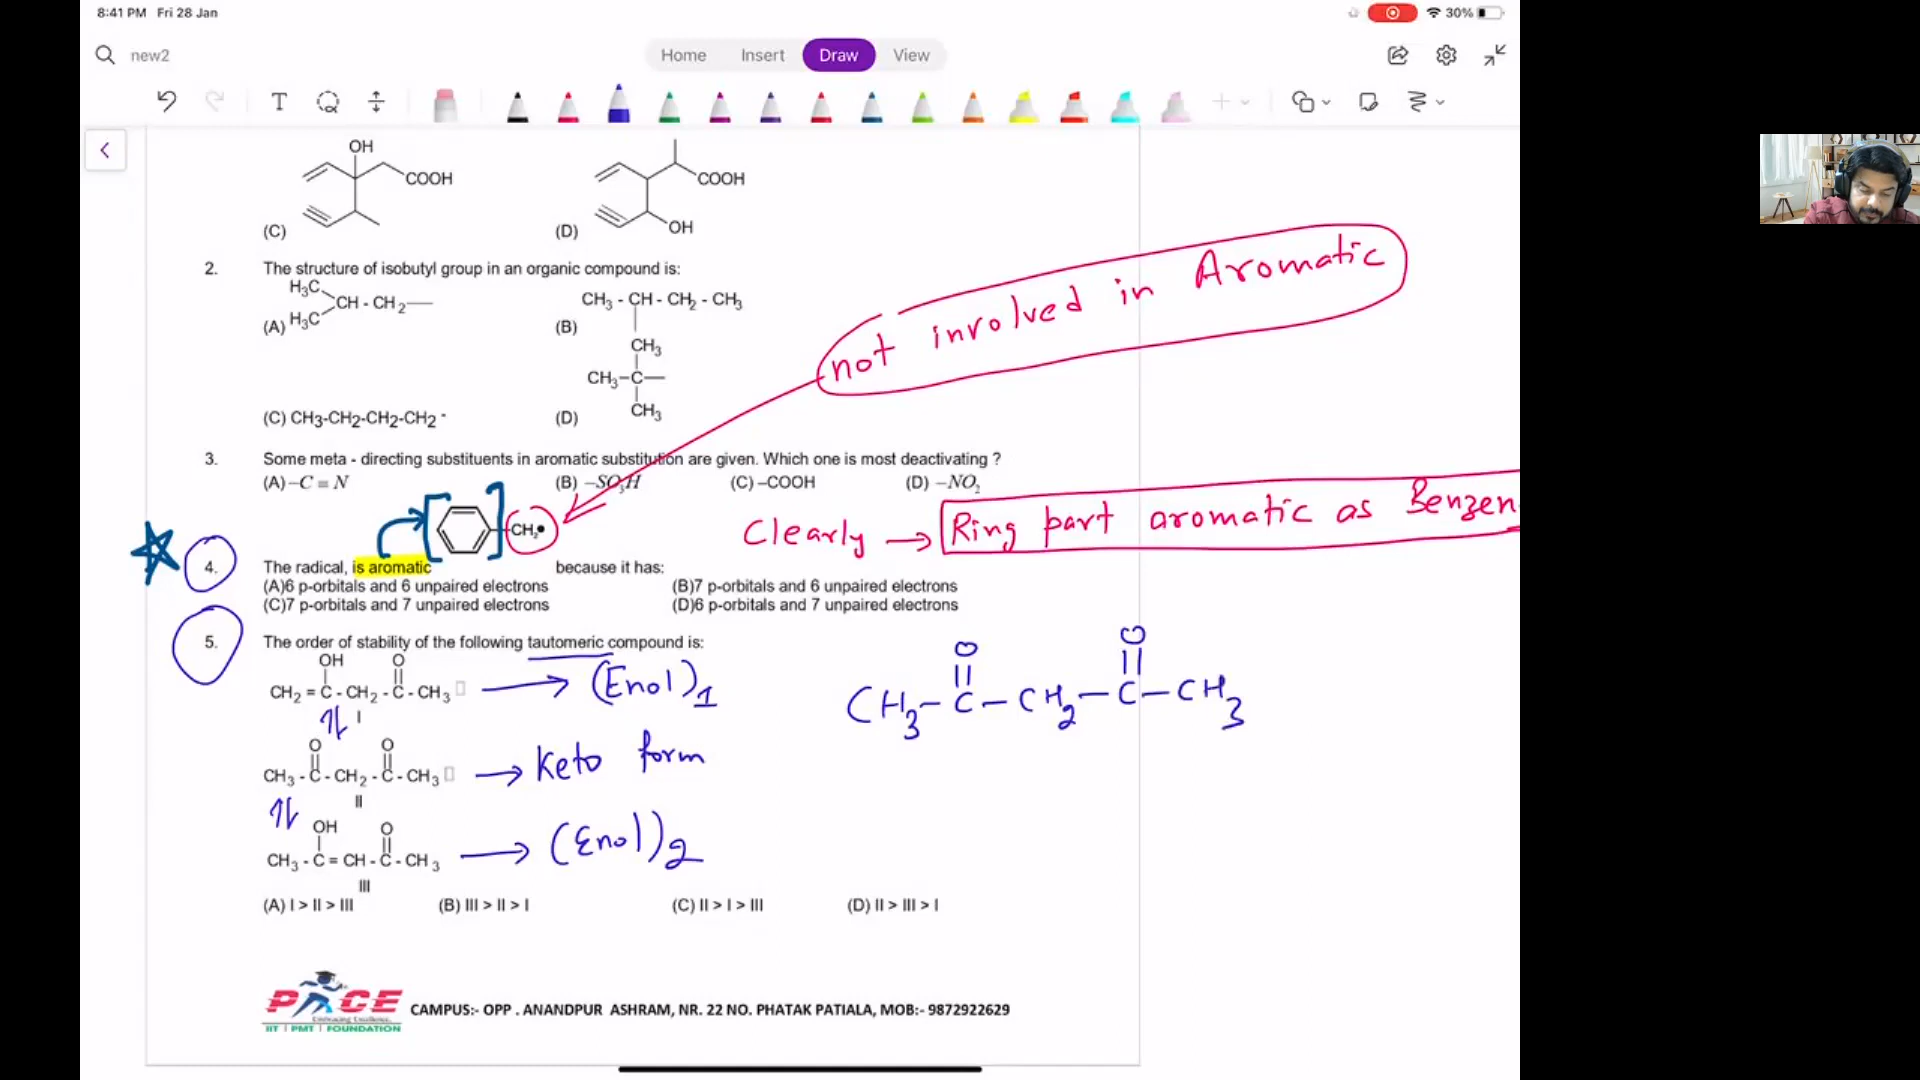 8:41 PM Fri 28 Jan
30%
new2
Home Insert Draw View
OH
COOH
(C)
COOH
OH
(D)
not involved in Aromatic
2. The structure of isobutyl group in an organic compound is:
(A) H₃C H₃C CH - CH₂—
(B) CH₃ - CH - CH₂ - CH₃
(C) CH3-CH2-CH2-CH2 -
(D) CH₃ CH₃–C– CH₃
3. Some meta - directing substituents in aromatic substitution are given. Which one is most deactivating ?
(A) –C ≡ N (B) –SO₃H (C) –COOH (D) –NO₂
CH₂•
Clearly → Ring part aromatic as Benzen
4. The radical, is aromatic because it has:
(A)6 p-orbitals and 6 unpaired electrons (B)7 p-orbitals and 6 unpaired electrons
(C)7 p-orbitals and 7 unpaired electrons (D)6 p-orbitals and 7 unpaired electrons
5. The order of stability of the following tautomeric compound is:
OH O
CH₂ = C - CH₂ - C - CH₃ → (Enol)1
I
O O
CH₃ - C - CH₂ - C - CH₃ → Keto form
II
OH O
CH₃ - C = CH - C - CH₃ → (Enol)2
III
O O
CH₃ – C – CH₂ – C – CH₃
(A) I > II > III (B) III > II > I (C) II > I > III (D) II > III > I
PACE
IIT | PMT | FOUNDATION
CAMPUS:- OPP . ANANDPUR ASHRAM, NR. 22 NO. PHATAK PATIALA, MOB:- 9872922629